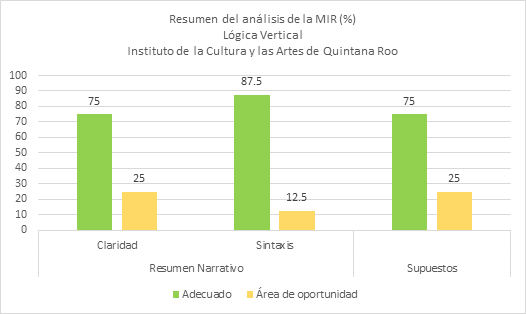 Resumen del análisis de la MIR (%)
Lógica Vertical
Instituto de la Cultura y las Artes de Quintana Roo
100
90
80
70
60
50
40
30
20
10
0
75
25
87.5
12.5
75
25
Claridad
Sintaxis
Resumen Narrativo
Supuestos
Adecuado
Área de oportunidad